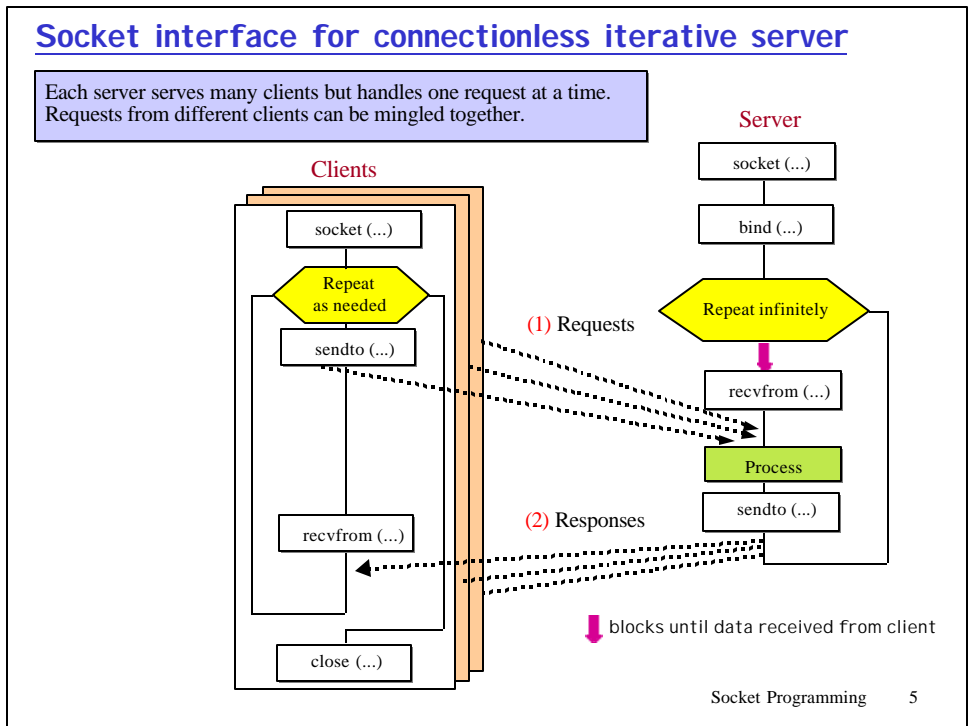 Socket interface for connectionless iterative server
Each server serves many clients but handles one request at a time.
Requests from different clients can be mingled together.
Server
socket (...)
bind (...)
Repeat infinitely
recvfrom (...)
Process
sendto (...)
Clients
socket (...)
Repeat
as needed
sendto (...)
recvfrom (...)
close (...)
(1) Requests
(2) Responses
blocks until data received from client
Socket Programming 5